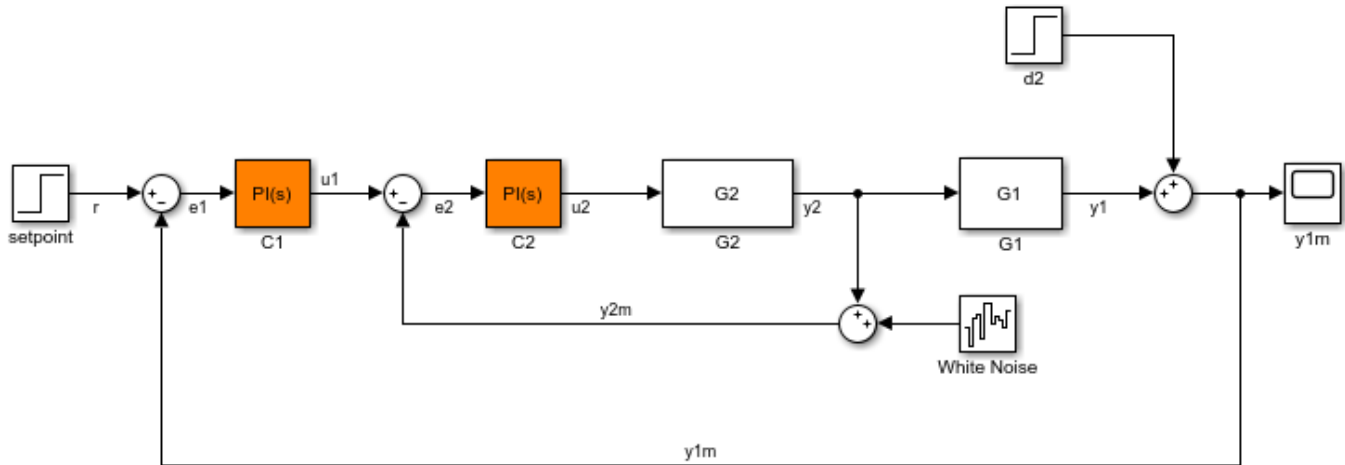 d2
setpoint
r
+
−
e1
PI(s)
C1
u1
+
−
e2
PI(s)
C2
u2
G2
G2
y2
G1
G1
y1
+
+
y1m
y2m
+
+
White Noise
y1m